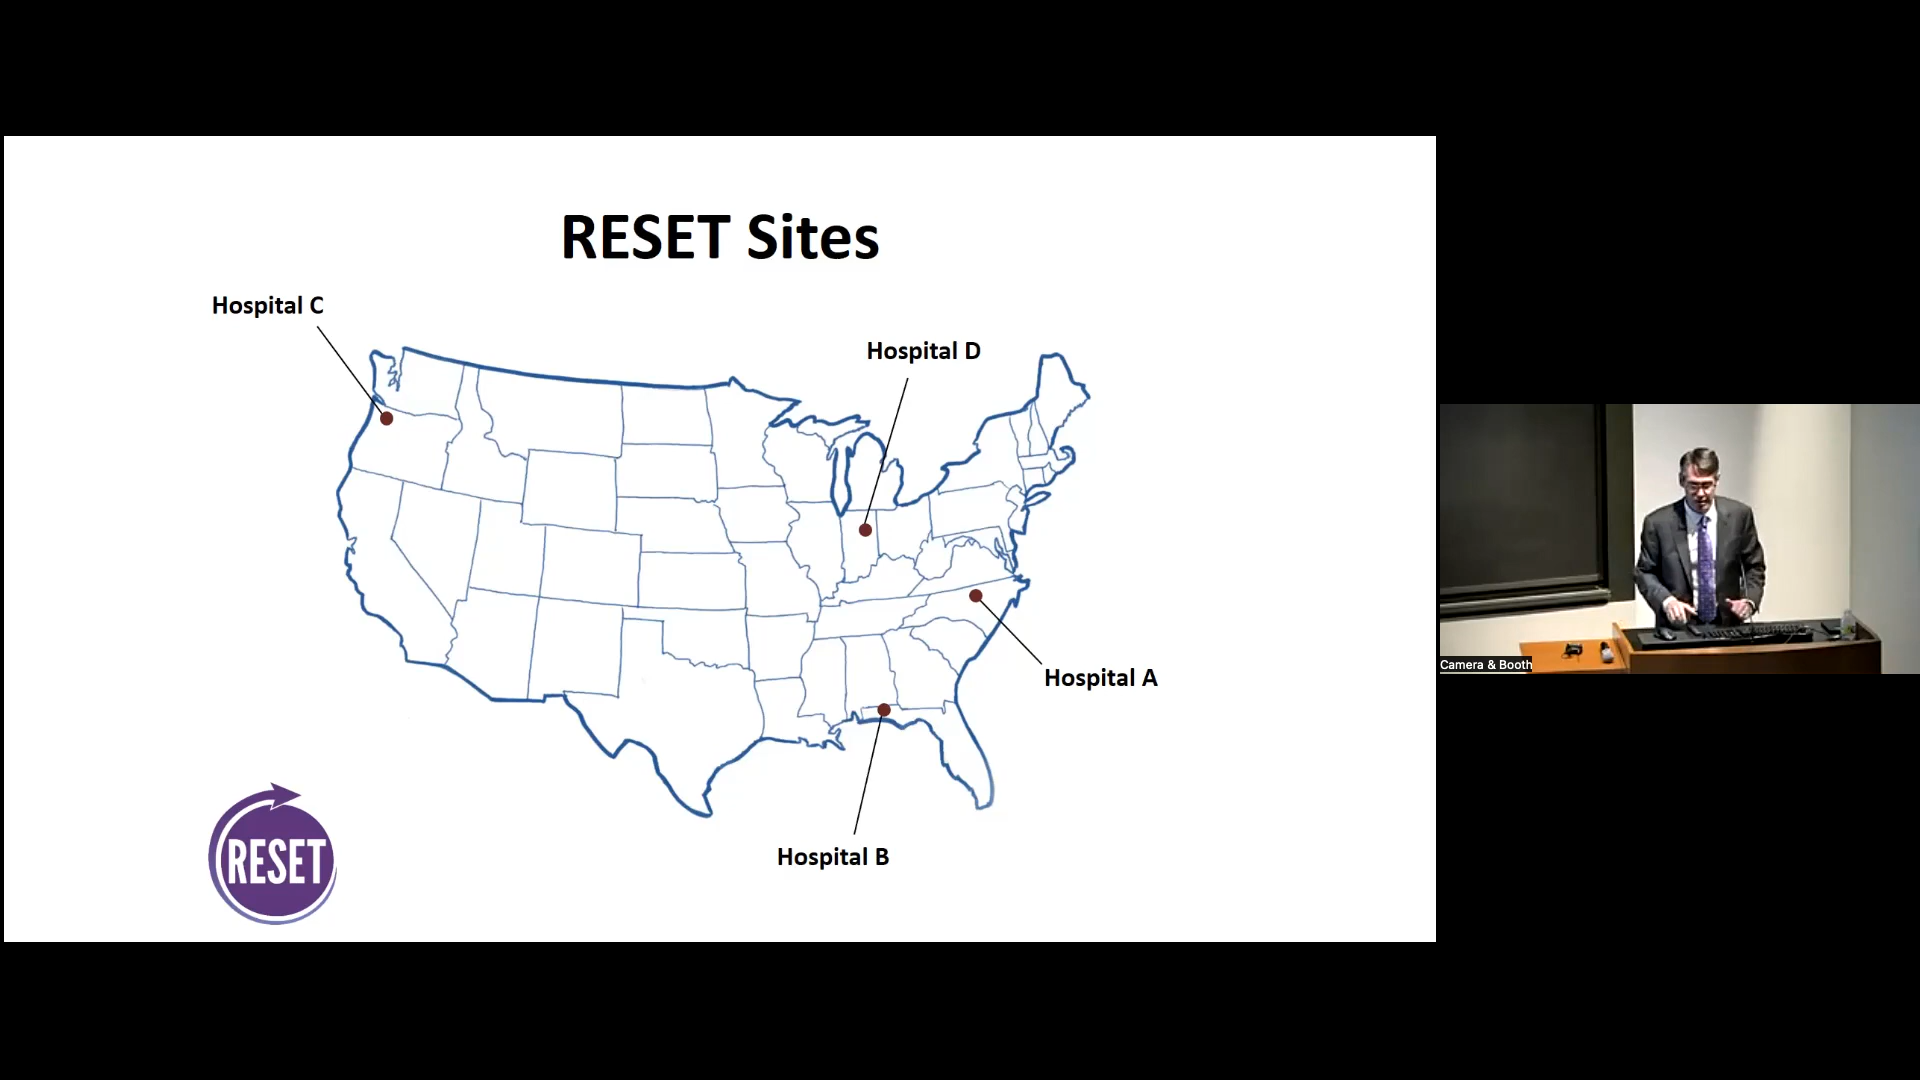 RESET Sites
Hospital C
Hospital D
Hospital A
Hospital B
RESET
Camera & Booth